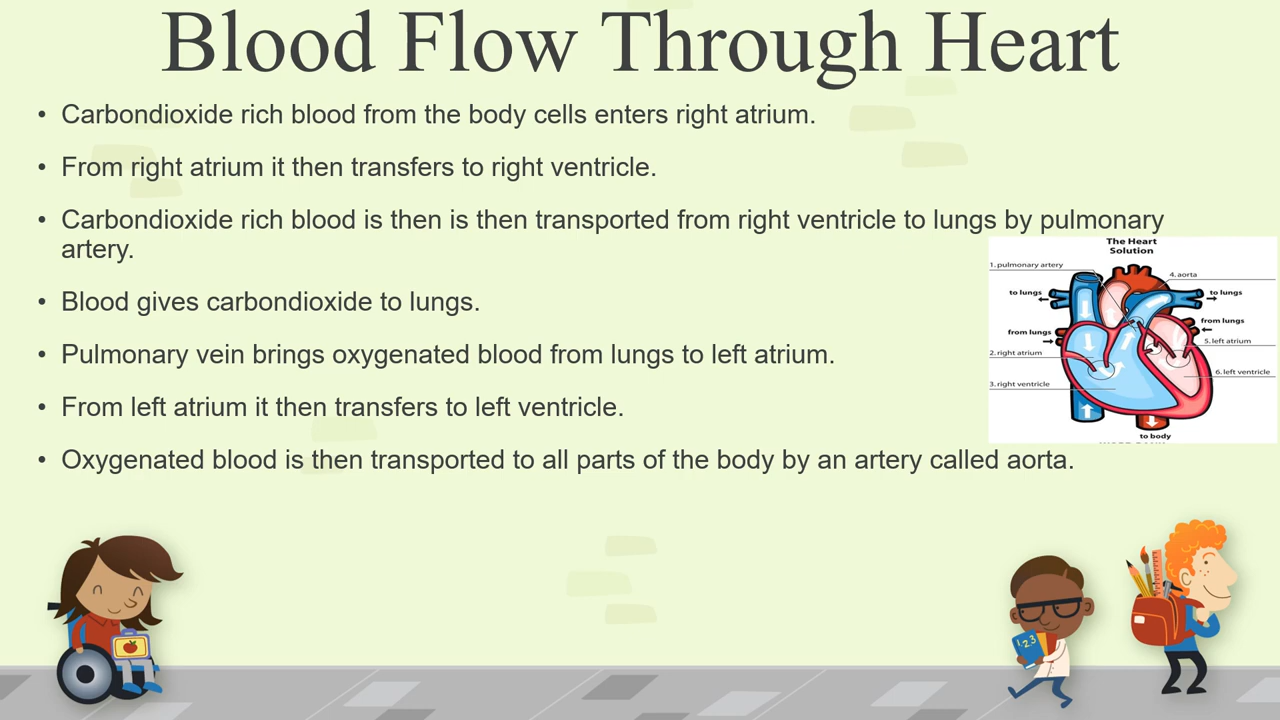 Blood Flow Through Heart
• Carbondioxide rich blood from the body cells enters right atrium.
• From right atrium it then transfers to right ventricle.
• Carbondioxide rich blood is then is then transported from right ventricle to lungs by pulmonary
artery.
• Blood gives carbondioxide to lungs.
• Pulmonary vein brings oxygenated blood from lungs to left atrium.
• From left atrium it then transfers to left ventricle.
• Oxygenated blood is then transported to all parts of the body by an artery called aorta.
The Heart
Solution
1. pulmonary artery
4. aorta
to lungs
to lungs
from lungs
from lungs
5. left atrium
2. right atrium
6. left ventricle
3. right ventricle
to body
1 2 3